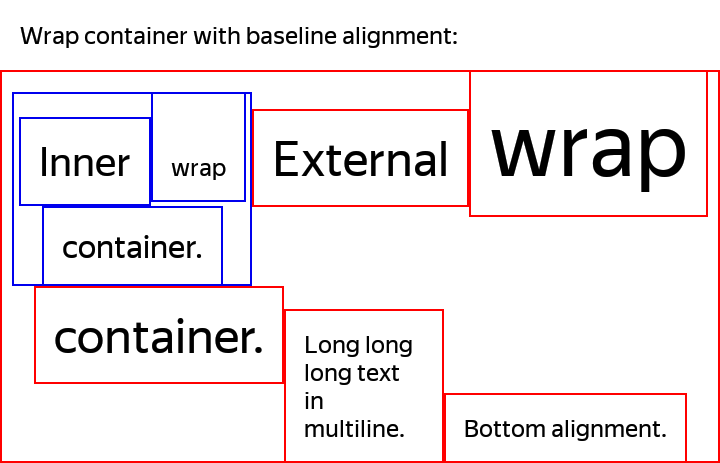 Wrap container with baseline alignment:
Inner wrap External wrap
container.
container.
Long long
long text
in
multiline.
Bottom alignment.